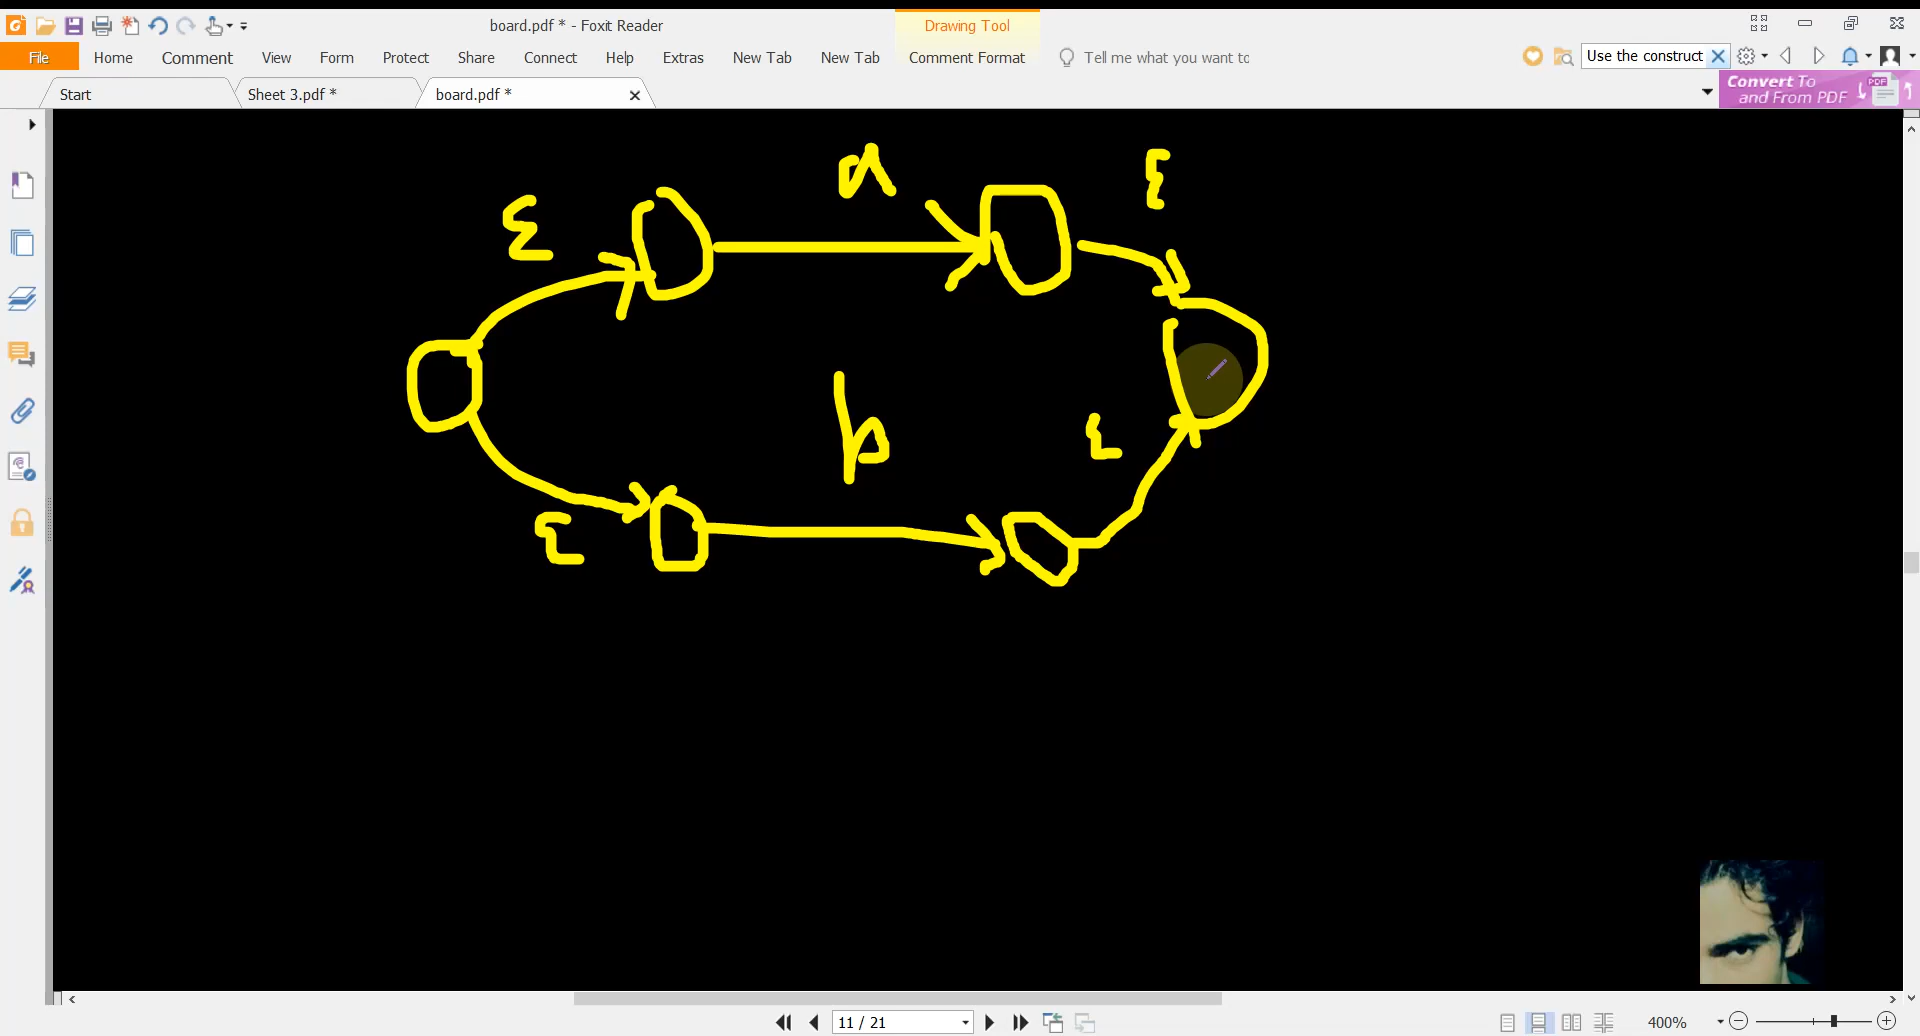 board.pdf * - Foxit Reader
Drawing Tool
File
Home
Comment
View
Form
Protect
Share
Connect
Help
Extras
New Tab
New Tab
Comment Format
Tell me what you want to
Use the construct
Start
Sheet 3.pdf *
board.pdf *
Convert To
and From PDF
PDF
a
ε
ε
b
ε
ε
11 / 21
400%